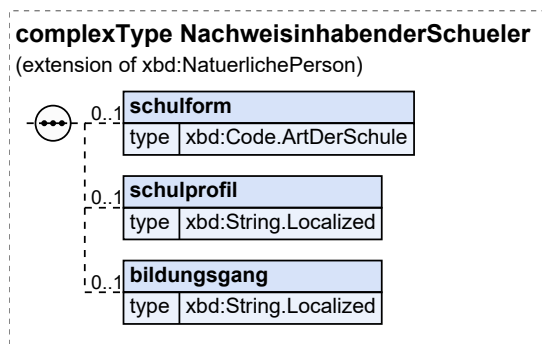 complexType NachweisinhabenderSchueler
(extension of xbd:NatuerlichePerson)
0..1 schulform
type xbd:Code.ArtDerSchule
0..1 schulprofil
type xbd:String.Localized
0..1 bildungsgang
type xbd:String.Localized